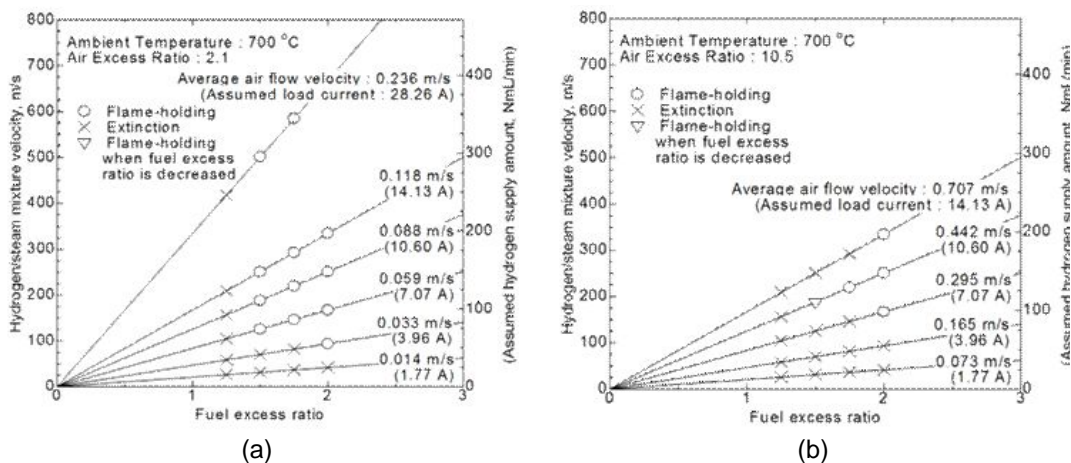 800
700
600
500
400
300
200
100
0
Hydrogen/steam mixture velocity, m/s
Ambient Temperature : 700 °C
Air Excess Ratio : 2.1
Average air flow velocity : 0.236 m/s
(Assumed load current : 28.26 A)
Flame-holding
Extinction
Flame-holding
when fuel excess
ratio is decreased
0.118 m/s
(14.13 A)
0.088 m/s
(10.60 A)
0.059 m/s
(7.07 A)
0.033 m/s
(3.96 A)
0.014 m/s
(1.77 A)
400
300
200
100
0
(Assumed hydrogen supply amount, NmL/min)
0 1 2 3
Fuel excess ratio
(a)
800
700
600
500
400
300
200
100
0
Hydrogen/steam mixture velocity, m/s
Ambient Temperature : 700 °C
Air Excess Ratio : 10.5
Flame-holding
Extinction
Flame-holding
when fuel excess
ratio is decreased
Average air flow velocity : 0.707 m/s
(Assumed load current : 14.13 A)
0.442 m/s
(10.60 A)
0.295 m/s
(7.07 A)
0.165 m/s
(3.96 A)
0.073 m/s
(1.77 A)
400
300
200
100
0
(Assumed hydrogen supply amount, NmL/min)
0 1 2 3
Fuel excess ratio
(b)